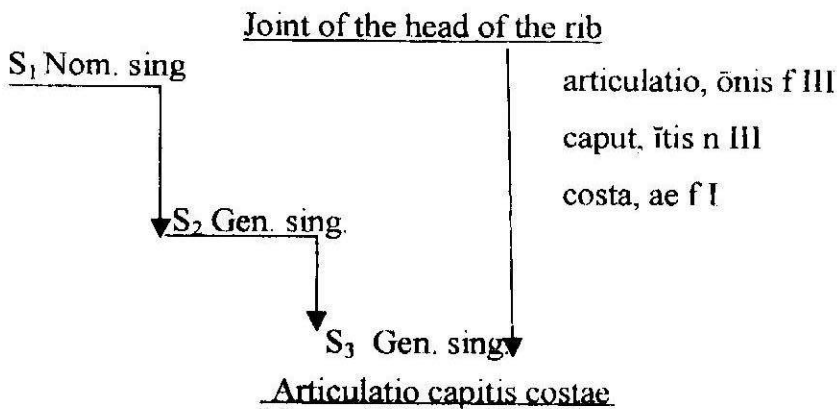 Joint of the head of the rib
S₁ Nom. sing
articulatio, ōnis f III
caput, ĭtis n III
costa, ae f I
S₂ Gen. sing.
S₃ Gen. sing.
Articulatio capitis costae